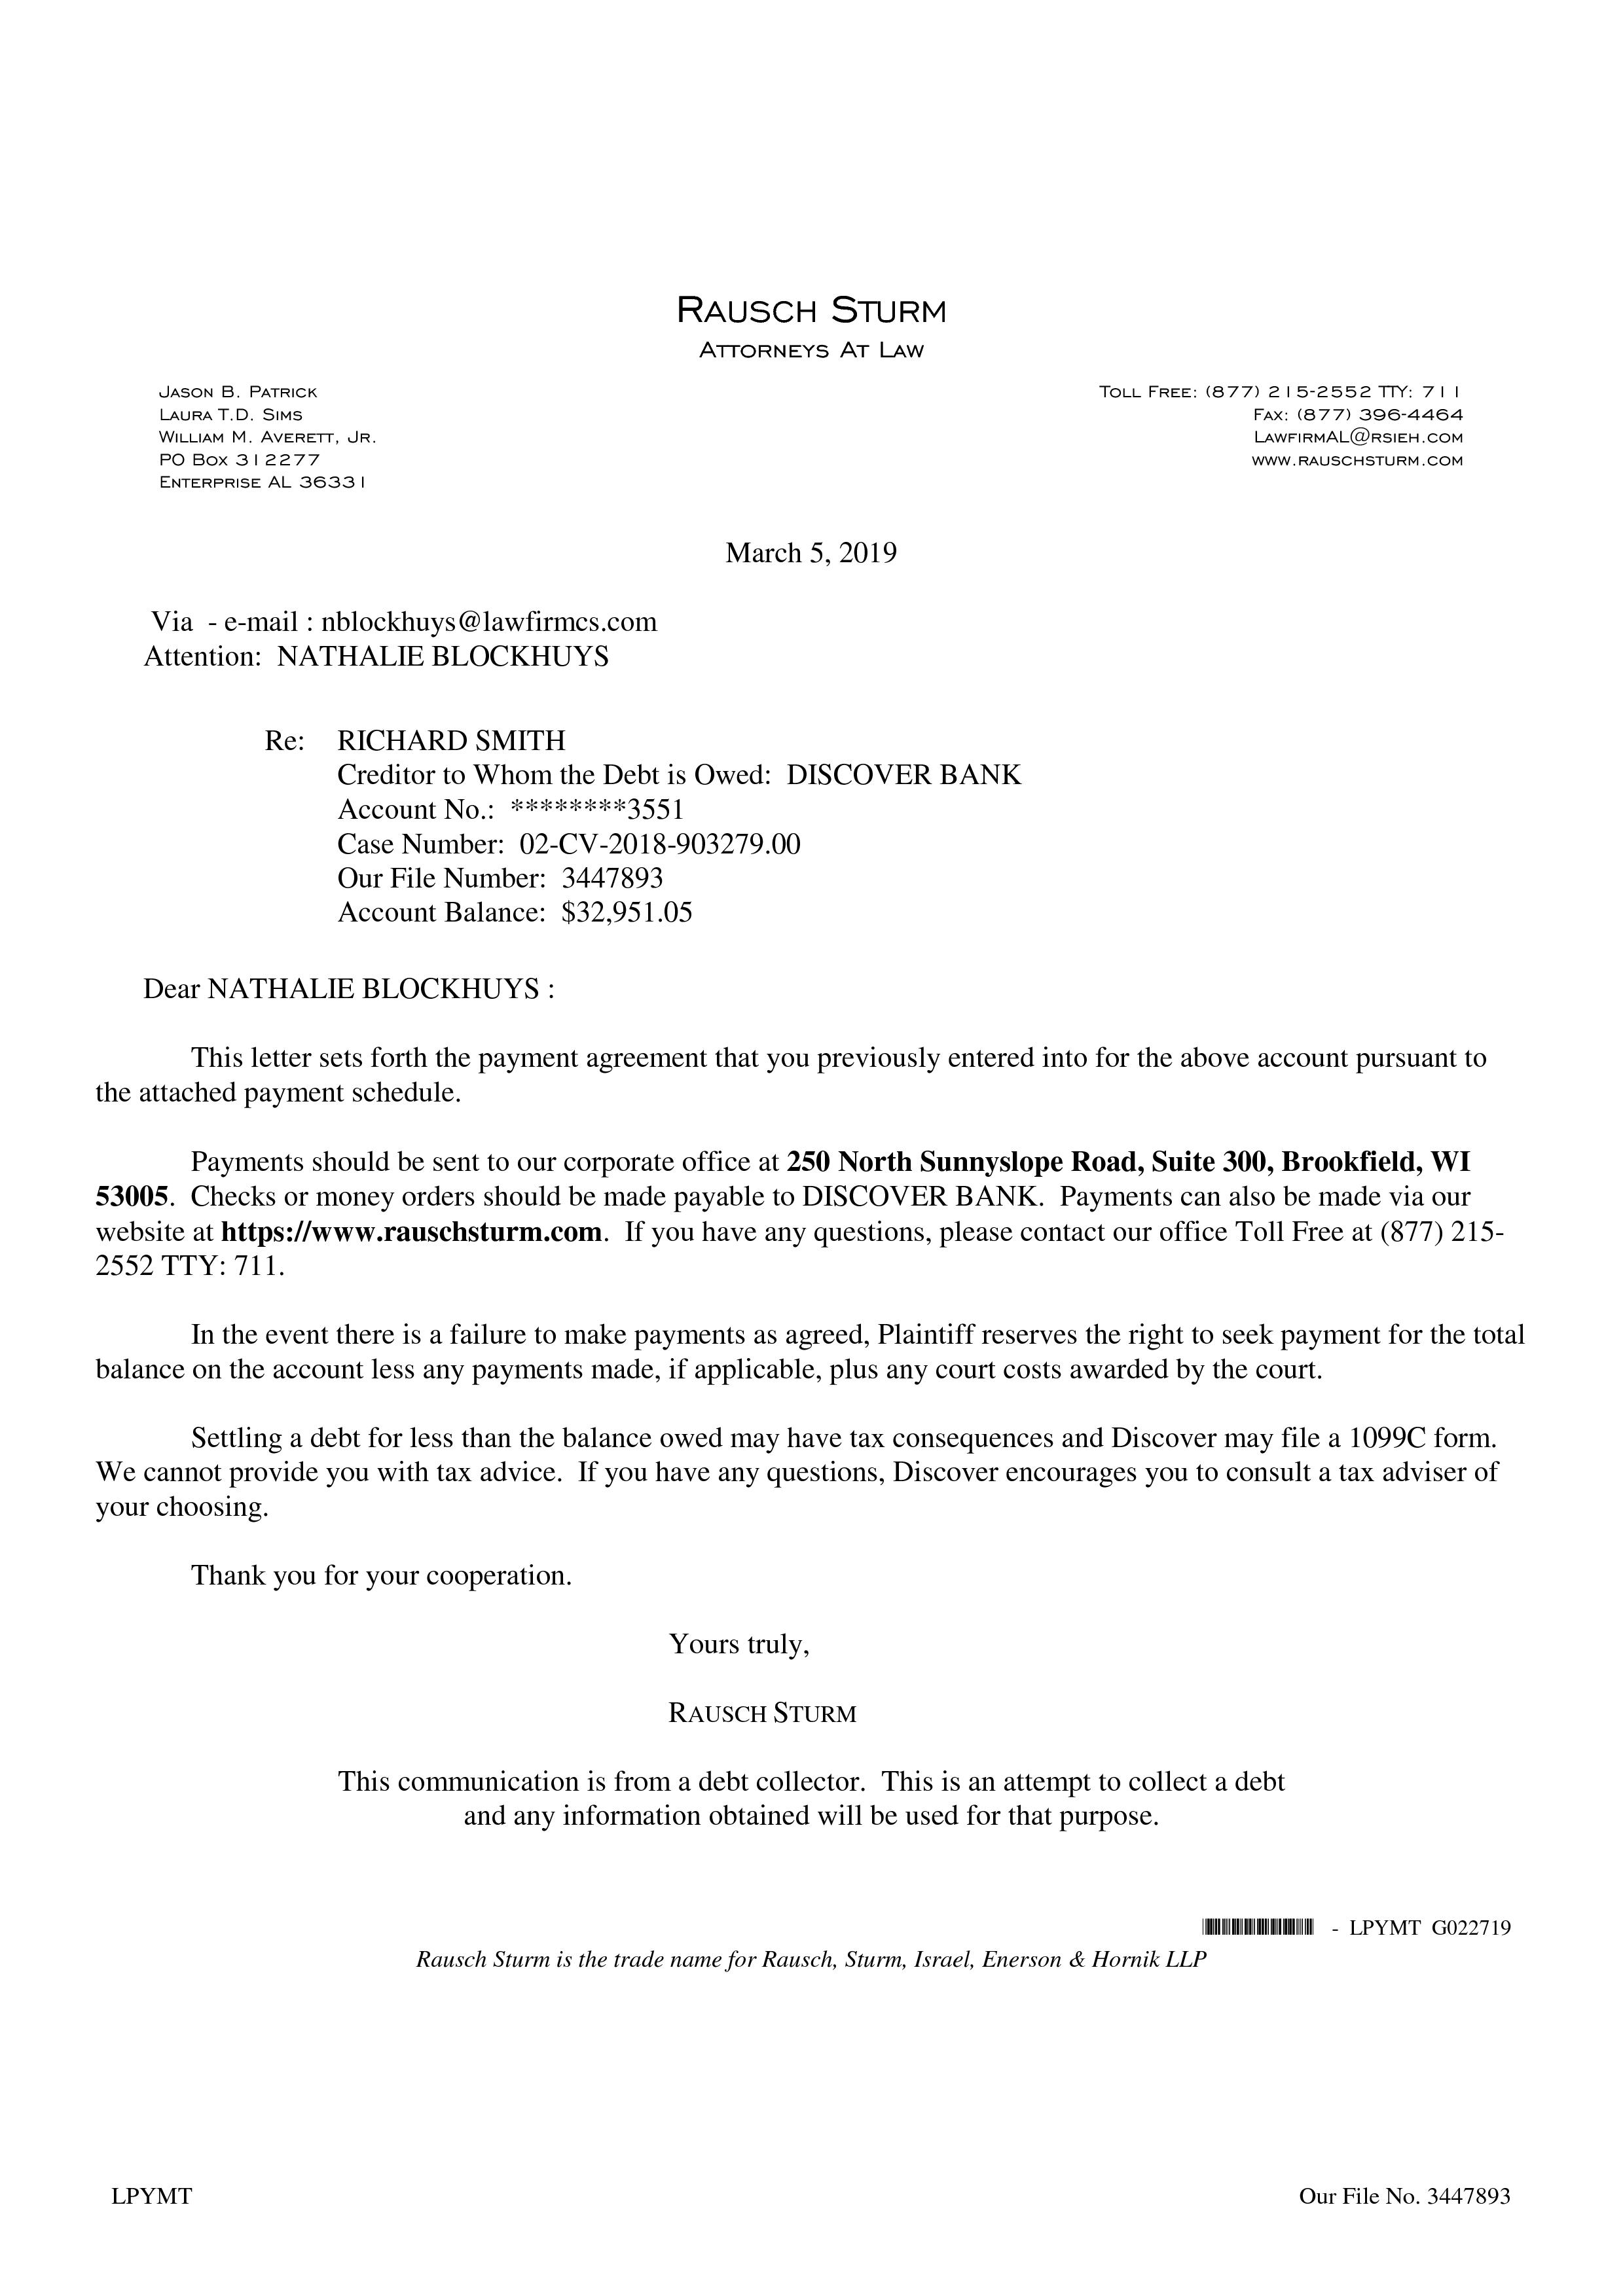 RAUSCH STURM
ATTORNEYS AT LAW
JASON B. PATRICK
LAURA T.D. SIMS
WILLIAM M. AVERETT, JR.
PO BOX 312277
ENTERPRISE AL 36331
TOLL FREE: (877) 215-2552 TTY: 711
FAX: (877) 396-4464
LAWFIRMAL@RSIEH.COM
WWW.RAUSCHSTURM.COM
March 5, 2019
Via - e-mail : nblockhuys@lawfirmcs.com
Attention: NATHALIE BLOCKHUYS
Re: RICHARD SMITH
Creditor to Whom the Debt is Owed: DISCOVER BANK
Account No.: ********3551
Case Number: 02-CV-2018-903279.00
Our File Number: 3447893
Account Balance: $32,951.05
Dear NATHALIE BLOCKHUYS :
This letter sets forth the payment agreement that you previously entered into for the above account pursuant to
the attached payment schedule.
Payments should be sent to our corporate office at 250 North Sunnyslope Road, Suite 300, Brookfield, WI
53005. Checks or money orders should be made payable to DISCOVER BANK. Payments can also be made via our
website at https://www.rauschsturm.com. If you have any questions, please contact our office Toll Free at (877) 215-
2552 TTY: 711.
In the event there is a failure to make payments as agreed, Plaintiff reserves the right to seek payment for the total
balance on the account less any payments made, if applicable, plus any court costs awarded by the court.
Settling a debt for less than the balance owed may have tax consequences and Discover may file a 1099C form.
We cannot provide you with tax advice. If you have any questions, Discover encourages you to consult a tax adviser of
your choosing.
Thank you for your cooperation.
Yours truly,
RAUSCH STURM
This communication is from a debt collector. This is an attempt to collect a debt
and any information obtained will be used for that purpose.
- LPYMT G022719
Rausch Sturm is the trade name for Rausch, Sturm, Israel, Enerson & Hornik LLP
LPYMT
Our File No. 3447893